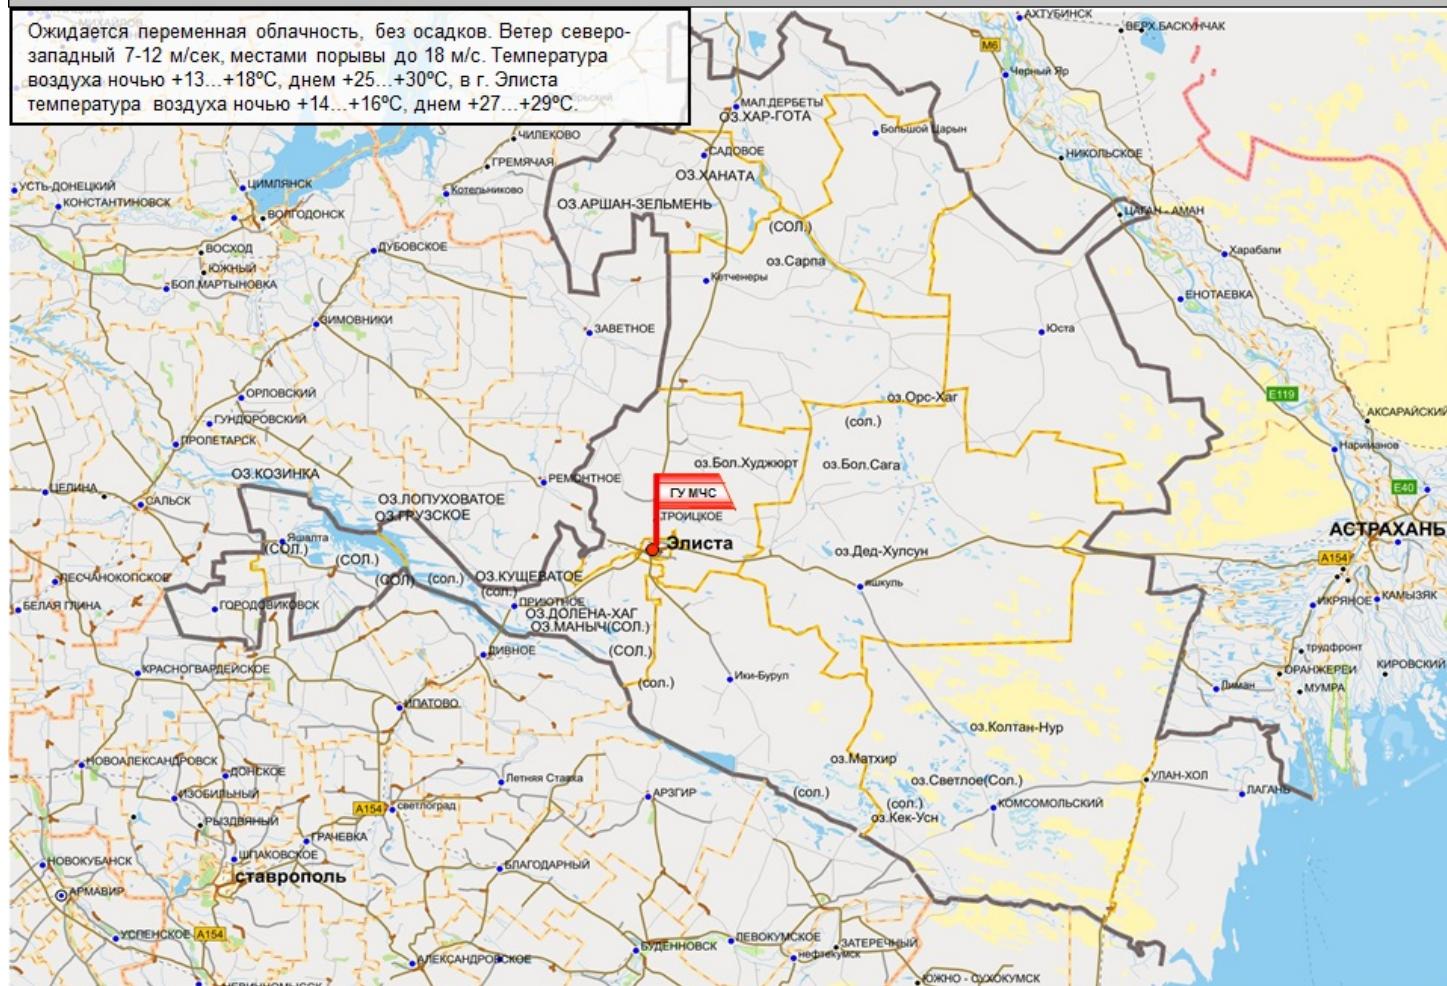 Ожидается переменная облачность, без осадков. Ветер северо-
западный 7-12 м/сек, местами порывы до 18 м/с. Температура
воздуха ночью +13...+18ºС, днем +25...+30ºС, в г. Элиста
температура воздуха ночью +14...+16ºС, днем +27...+29ºС.
АХТУБИНСК
ВЕРХ.БАСКУНЧАК
М6
Черный Яр
МАЛ.ДЕРБЕТЫ
ОЗ.ХАР-ГОТА
Большой Царын
ЧИЛЕКОВО
САДОВОЕ
НИКОЛЬСКОЕ
ГРЕМЯЧАЯ
ОЗ.ХАНАТА
УСТЬ-ДОНЕЦКИЙ
ЦИМЛЯНСК
Котельниково
КОНСТАНТИНОВСК
ОЗ.АРШАН-ЗЕЛЬМЕНЬ
ВОЛГОДОНСК
ЦАГАН - АМАН
(СОЛ.)
ВОСХОД
ДУБОВСКОЕ
Харабали
ЮЖНЫЙ
оз.Сарпа
БОЛ.МАРТЫНОВКА
Кетченеры
ЕНОТАЕВКА
ЗИМОВНИКИ
ЗАВЕТНОЕ
Юста
ОРЛОВСКИЙ
оз.Орс-Хаг
Е119
АКСАРАЙСКИЙ
ГУНДОРОВСКИЙ
(сол.)
ПРОЛЕТАРСК
Нариманов
оз.Бол.Худжюрт
оз.Бол.Сага
ОЗ.КОЗИНКА
РЕМОНТНОЕ
ЦЕЛИНА
Е40
ГУ МЧС
САЛЬСК
ОЗ.ЛОПУХОВАТОЕ
ОЗ.ГРУЗСКОЕ
ТРОИЦКОЕ
АСТРАХАНЬ
Яшалта
Элиста
(СОЛ.)
оз.Дед-Хулсун
(СОЛ.)
А154
ПЕСЧАНОКОПСКОЕ
(СОЛ)
(сол.)
ОЗ.КУЩЕВАТОЕ
яшкуль
(сол.)
БЕЛАЯ ГЛИНА
ГОРОДОВИКОВСК
ПРИЮТНОЕ
ИКРЯНОЕ
КАМЫЗЯК
ОЗ.ДОЛЕНА-ХАГ
ОЗ.МАНЫЧ(СОЛ.)
ДИВНОЕ
(СОЛ.)
трудфронт
КРАСНОГВАРДЕЙСКОЕ
ОРАНЖЕРЕИ
КИРОВСКИЙ
(сол.)
Ики-Бурул
Лиман
МУМРА
ИПАТОВО
оз.Колтан-Нур
НОВОАЛЕКСАНДРОВСК
оз.Матхир
ДОНСКОЕ
Летняя Ставка
оз.Светлое(Сол.)
УЛАН-ХОЛ
ИЗОБИЛЬНЫЙ
АРЗГИР
(сол.)
ЛАГАНЬ
А154
светлоград
(сол.)
КОМСОМОЛЬСКИЙ
РЫЗДВЯНЫЙ
оз.Кек-Усн
ГРАЧЕВКА
НОВОКУБАНСК
ШПАКОВСКОЕ
БЛАГОДАРНЫЙ
ставрополь
АРМАВИР
УСПЕНСКОЕ
А154
ЛЕВОКУМСКОЕ
БУДЕННОВСК
ЗАТЕРЕЧНЫЙ
АЛЕКСАНДРОВСКОЕ
нефтекумск
ЮЖНО - СУХОКУМСК